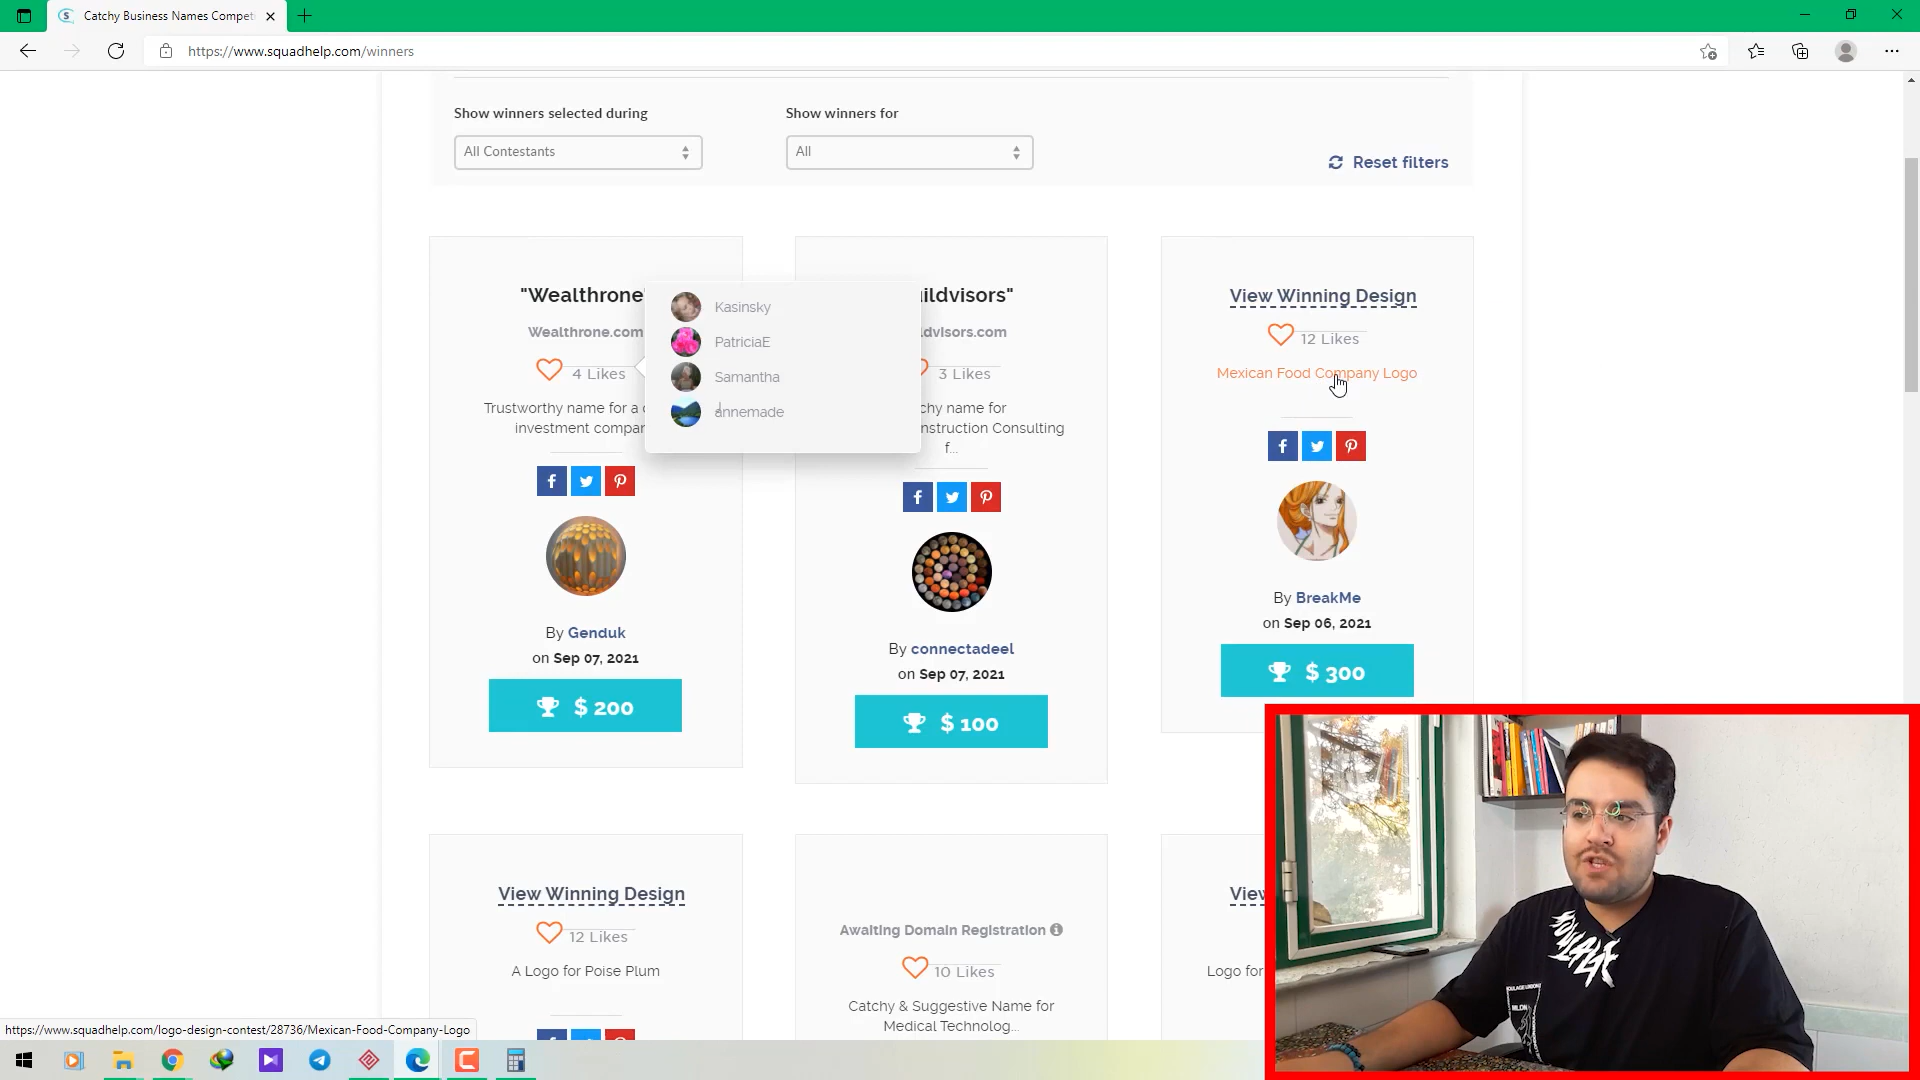 Catchy Business Names Compet
https://www.squadhelp.com/winners
Show winners selected during
Show winners for
All Contestants
All
Reset filters
"Wealthrone"
Wealthrone.com
4 Likes
Trustworthy name for a
investment compan
By Genduk
on Sep 07, 2021
$ 200
Kasinsky
PatriciaE
Samantha
annemade
ildvisors"
dvisors.com
3 Likes
chy name for
nstruction Consulting
f...
By connectadeel
on Sep 07, 2021
$ 100
View Winning Design
12 Likes
Mexican Food Company Logo
By BreakMe
on Sep 06, 2021
$ 300
View Winning Design
12 Likes
A Logo for Poise Plum
Awaiting Domain Registration
10 Likes
Catchy & Suggestive Name for
Medical Technolog...
View
Logo for
https://www.squadhelp.com/logo-design-contest/28736/Mexican-Food-Company-Logo